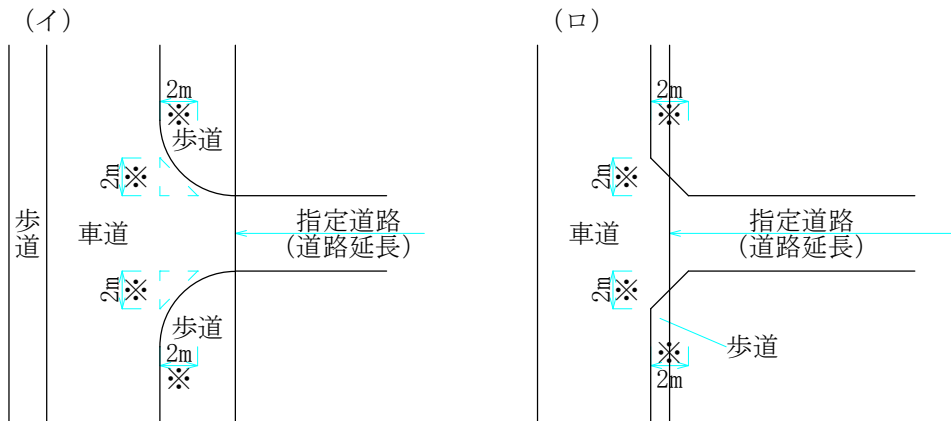 (イ)
2m
※
歩道
2m※
歩道
車道
指定道路
(道路延長)
2m※
歩道
2m
※
(ロ)
2m
※
2m※
車道
指定道路
(道路延長)
2m※
歩道
※
2m